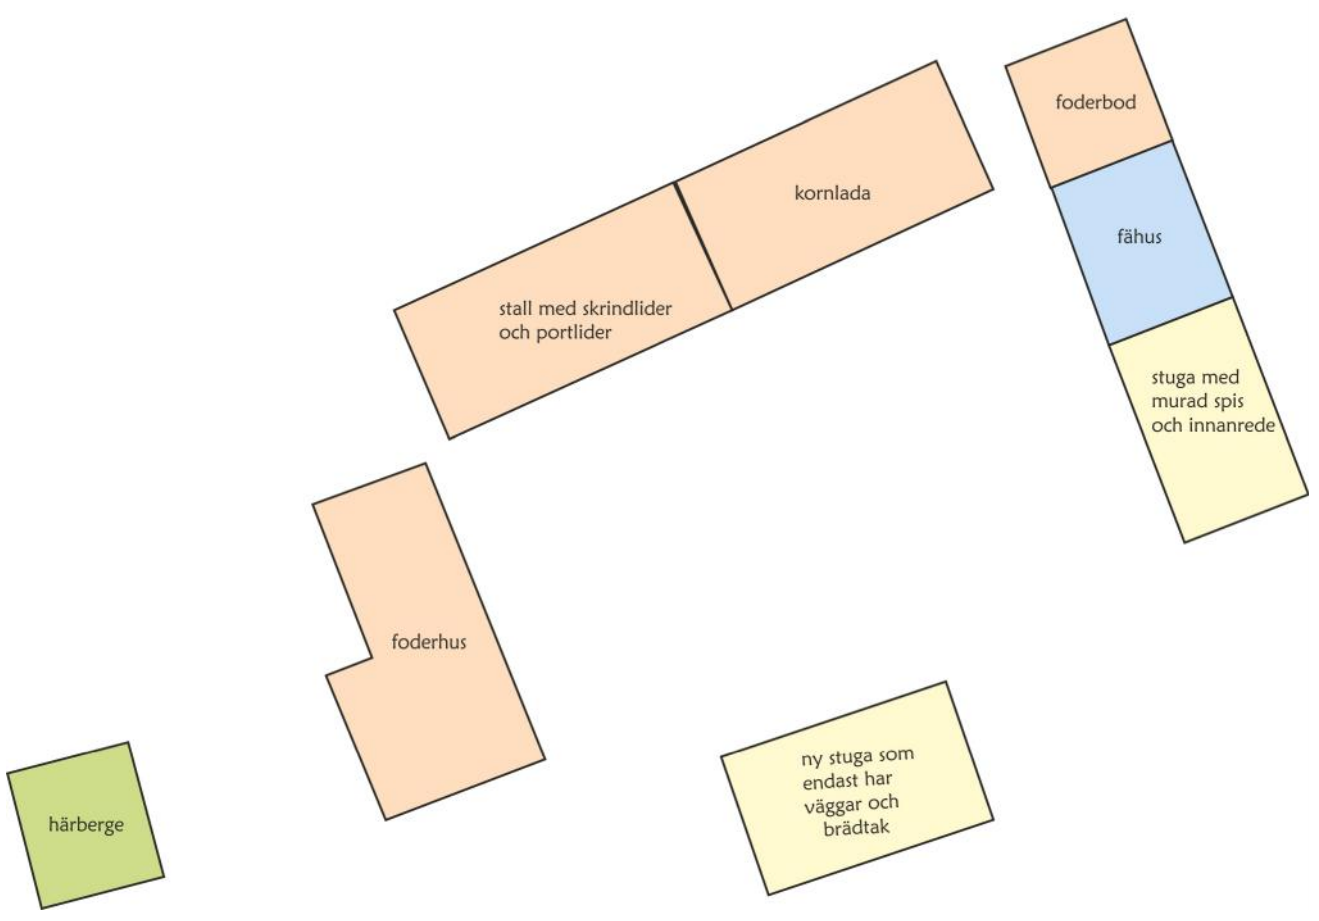 foderbod
kornlada
fähus
stall med skrindlider
och portlider
stuga med
murad spis
och innanrede
foderhus
ny stuga som
endast har
väggar och
brädtak
härberge